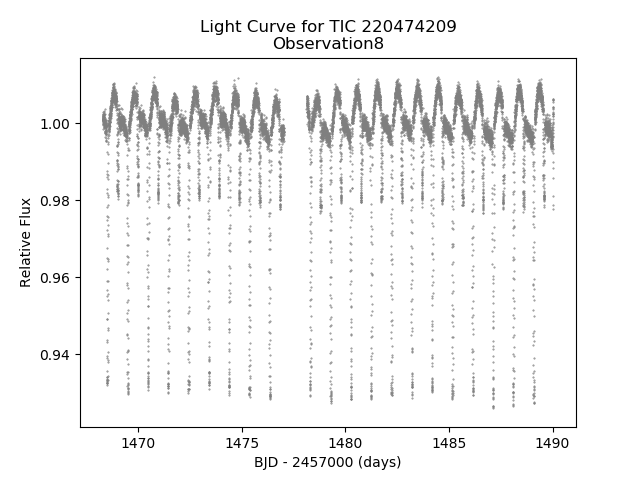 Light Curve for TIC 220474209
Observation8
Relative Flux
1.00
0.98
0.96
0.94
1470
1475
1480
1485
1490
BJD - 2457000 (days)